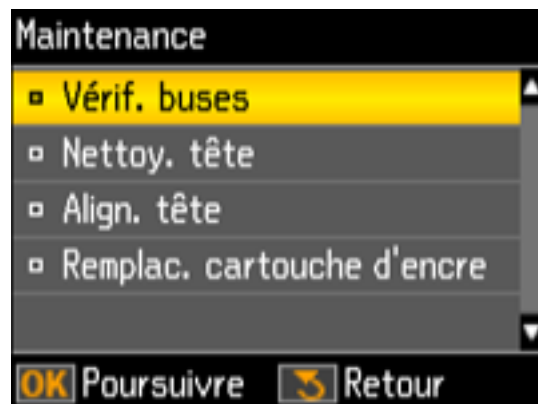 Maintenance
Vérif. buses
Nettoy. tête
Align. tête
Remplac. cartouche d'encre
OK Poursuivre Retour